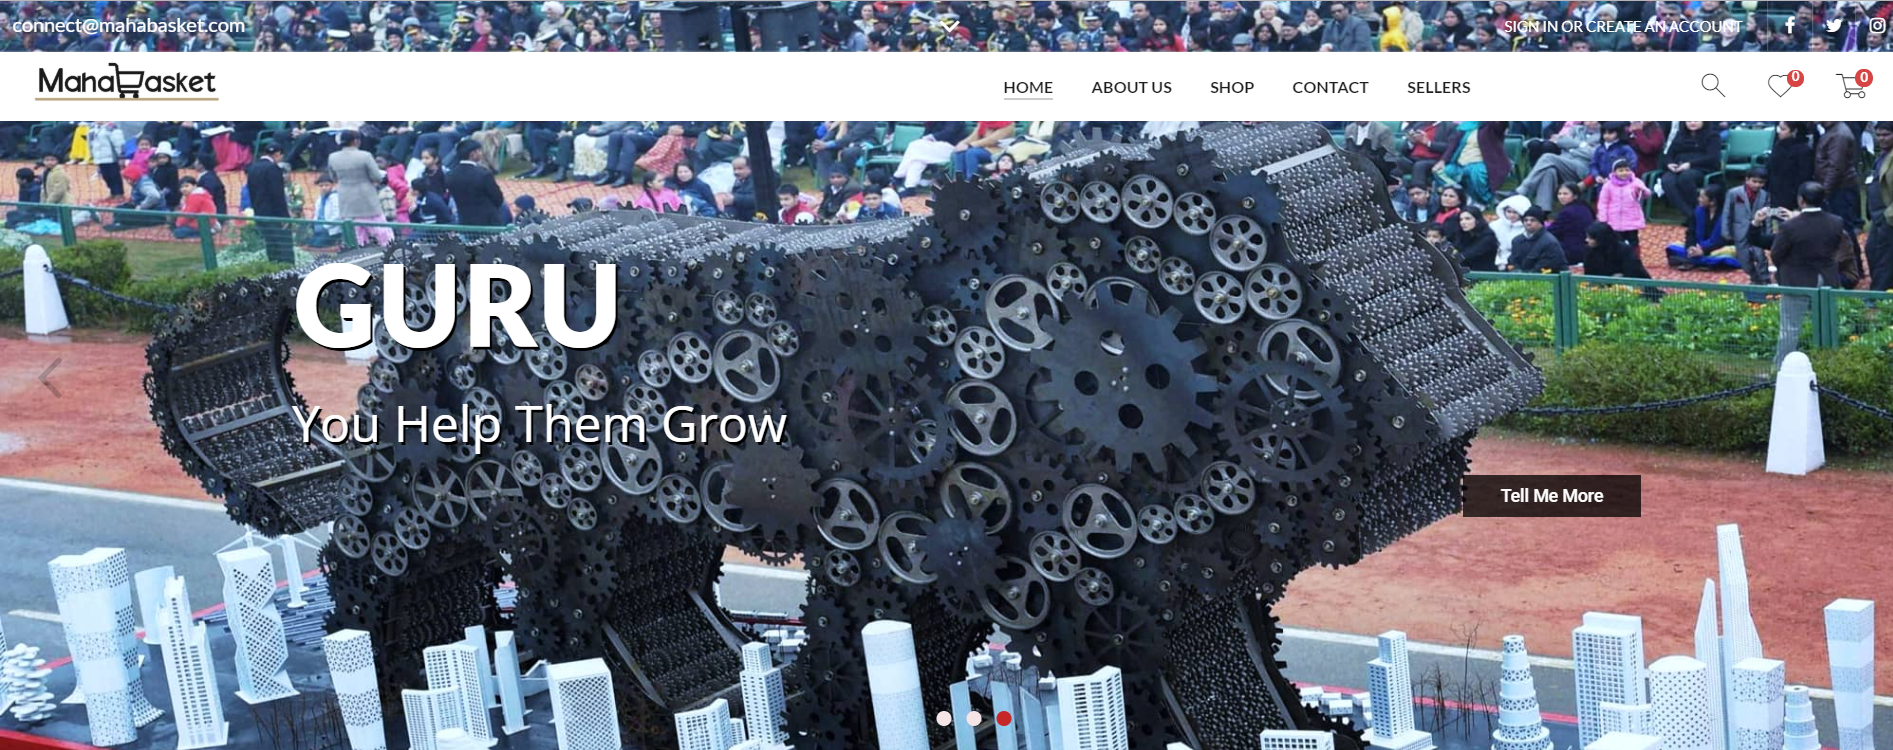 connect@mahabasket.com
SIGN IN OR CREATE AN ACCOUNT
Mahabasket
HOME ABOUT US SHOP CONTACT SELLERS
0 0
GURU
You Help Them Grow
Tell Me More